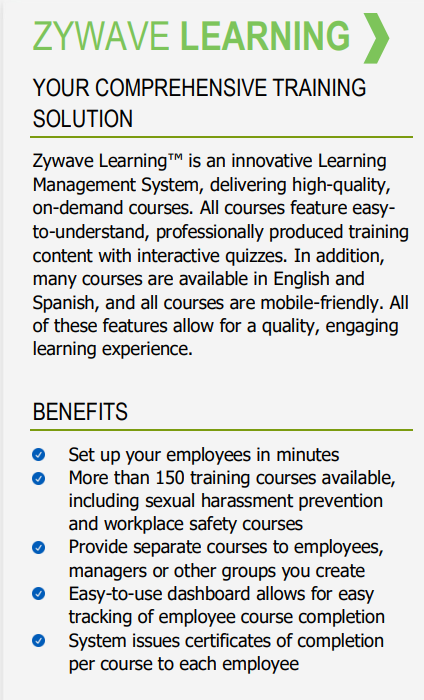 ZYWAVE LEARNING
YOUR COMPREHENSIVE TRAINING
SOLUTION
Zywave Learning™ is an innovative Learning
Management System, delivering high-quality,
on-demand courses. All courses feature easy-
to-understand, professionally produced training
content with interactive quizzes. In addition,
many courses are available in English and
Spanish, and all courses are mobile-friendly. All
of these features allow for a quality, engaging
learning experience.
BENEFITS
Set up your employees in minutes
More than 150 training courses available,
including sexual harassment prevention
and workplace safety courses
Provide separate courses to employees,
managers or other groups you create
Easy-to-use dashboard allows for easy
tracking of employee course completion
System issues certificates of completion
per course to each employee